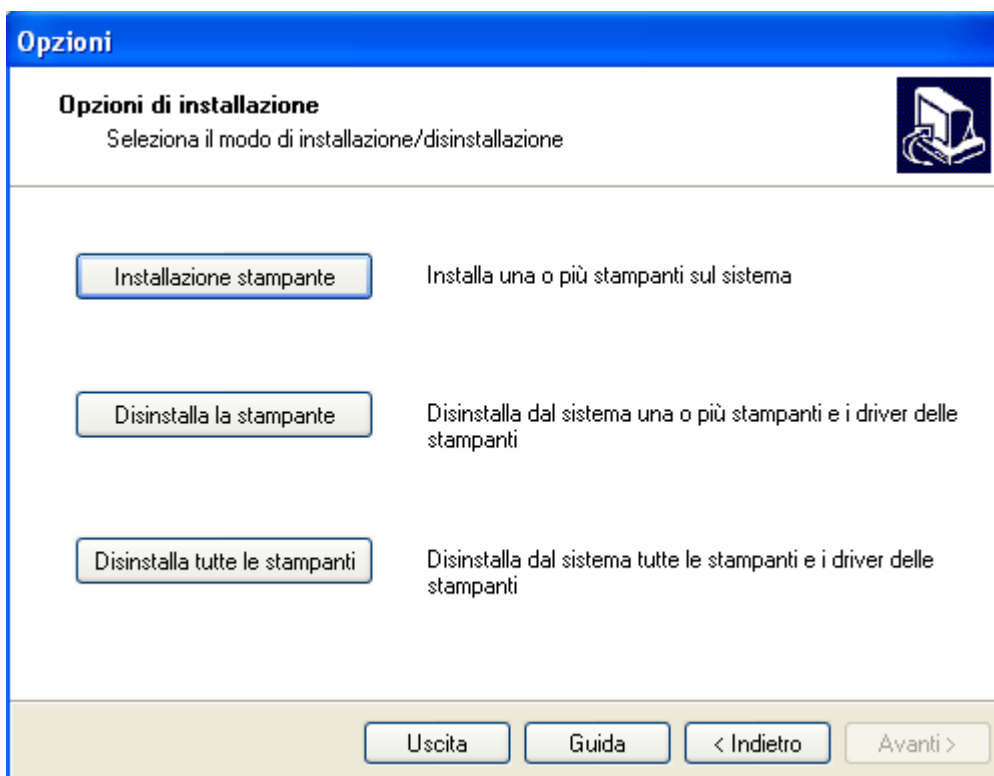 Opzioni
Opzioni di installazione
Seleziona il modo di installazione/disinstallazione
Installazione stampante
Installa una o più stampanti sul sistema
Disinstalla la stampante
Disinstalla dal sistema una o più stampanti e i driver delle
stampanti
Disinstalla tutte le stampanti
Disinstalla dal sistema tutte le stampanti e i driver delle
stampanti
Uscita
Guida
< Indietro
Avanti >